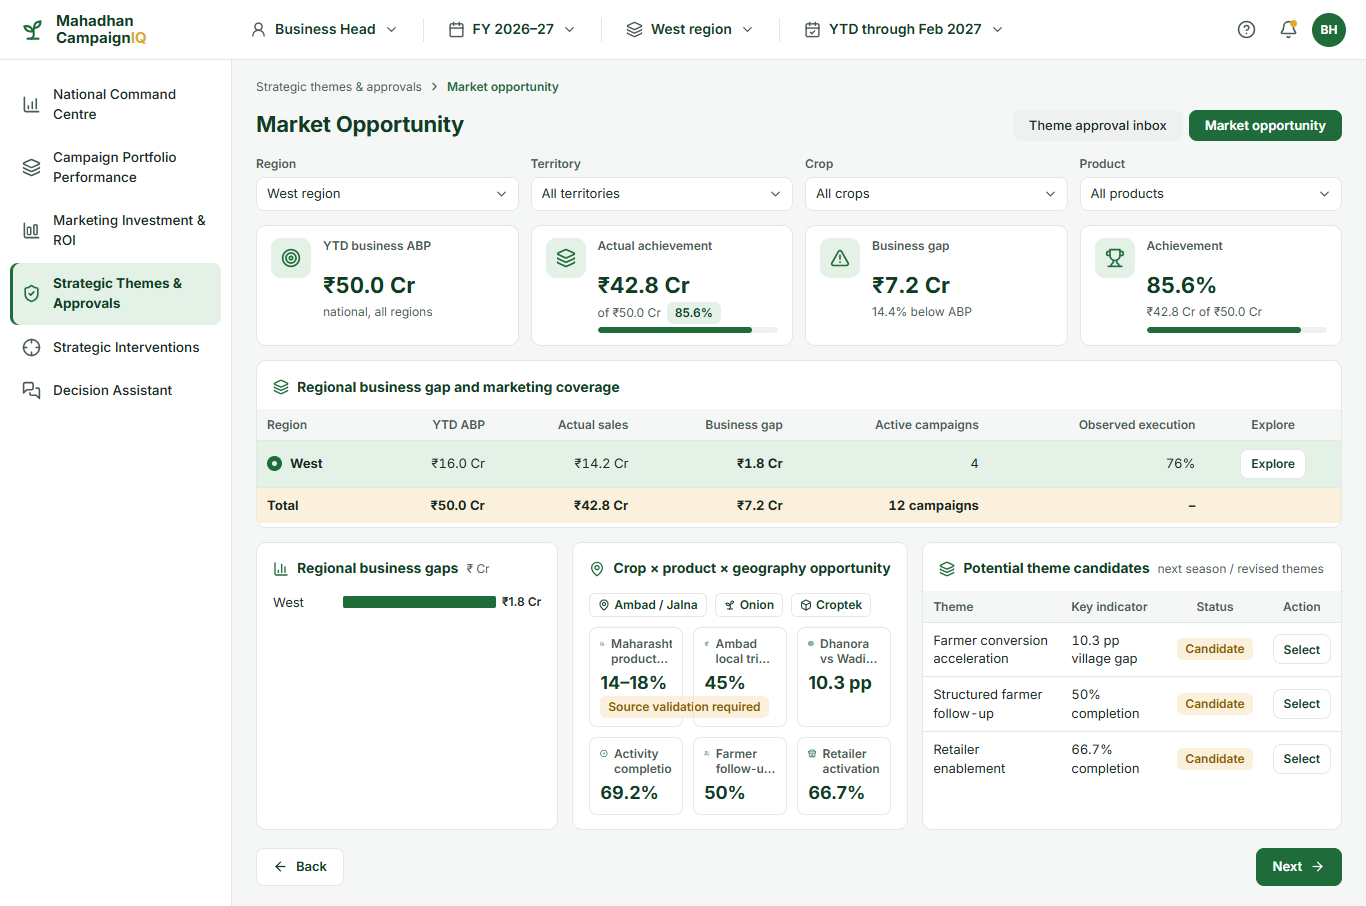 Mahadhan
CampaignIQ
Business Head
FY 2026–27
West region
YTD through Feb 2027
BH
National Command
Centre
Campaign Portfolio
Performance
Marketing Investment &
ROI
Strategic Themes &
Approvals
Strategic Interventions
Decision Assistant
Strategic themes & approvals > Market opportunity
Market Opportunity
Theme approval inbox
Market opportunity
Region
Territory
Crop
Product
West region
All territories
All crops
All products
YTD business ABP
₹50.0 Cr
national, all regions
Actual achievement
₹42.8 Cr
of ₹50.0 Cr 85.6%
Business gap
₹7.2 Cr
14.4% below ABP
Achievement
85.6%
₹42.8 Cr of ₹50.0 Cr
Regional business gap and marketing coverage
Region YTD ABP Actual sales Business gap Active campaigns Observed execution Explore
West ₹16.0 Cr ₹14.2 Cr ₹1.8 Cr 4 76% Explore
Total ₹50.0 Cr ₹42.8 Cr ₹7.2 Cr 12 campaigns –
Regional business gaps ₹ Cr
West ₹1.8 Cr
Crop × product × geography opportunity
Ambad / Jalna
Onion
Croptek
Maharasht
product...
14–18%
Source validation required
Ambad
local tri...
45%
Dhanora
vs Wadi...
10.3 pp
Activity
completio
69.2%
Farmer
follow-u...
50%
Retailer
activation
66.7%
Potential theme candidates next season / revised themes
Theme Key indicator Status Action
Farmer conversion
acceleration
10.3 pp
village gap
Candidate
Select
Structured farmer
follow-up
50%
completion
Candidate
Select
Retailer
enablement
66.7%
completion
Candidate
Select
Back
Next